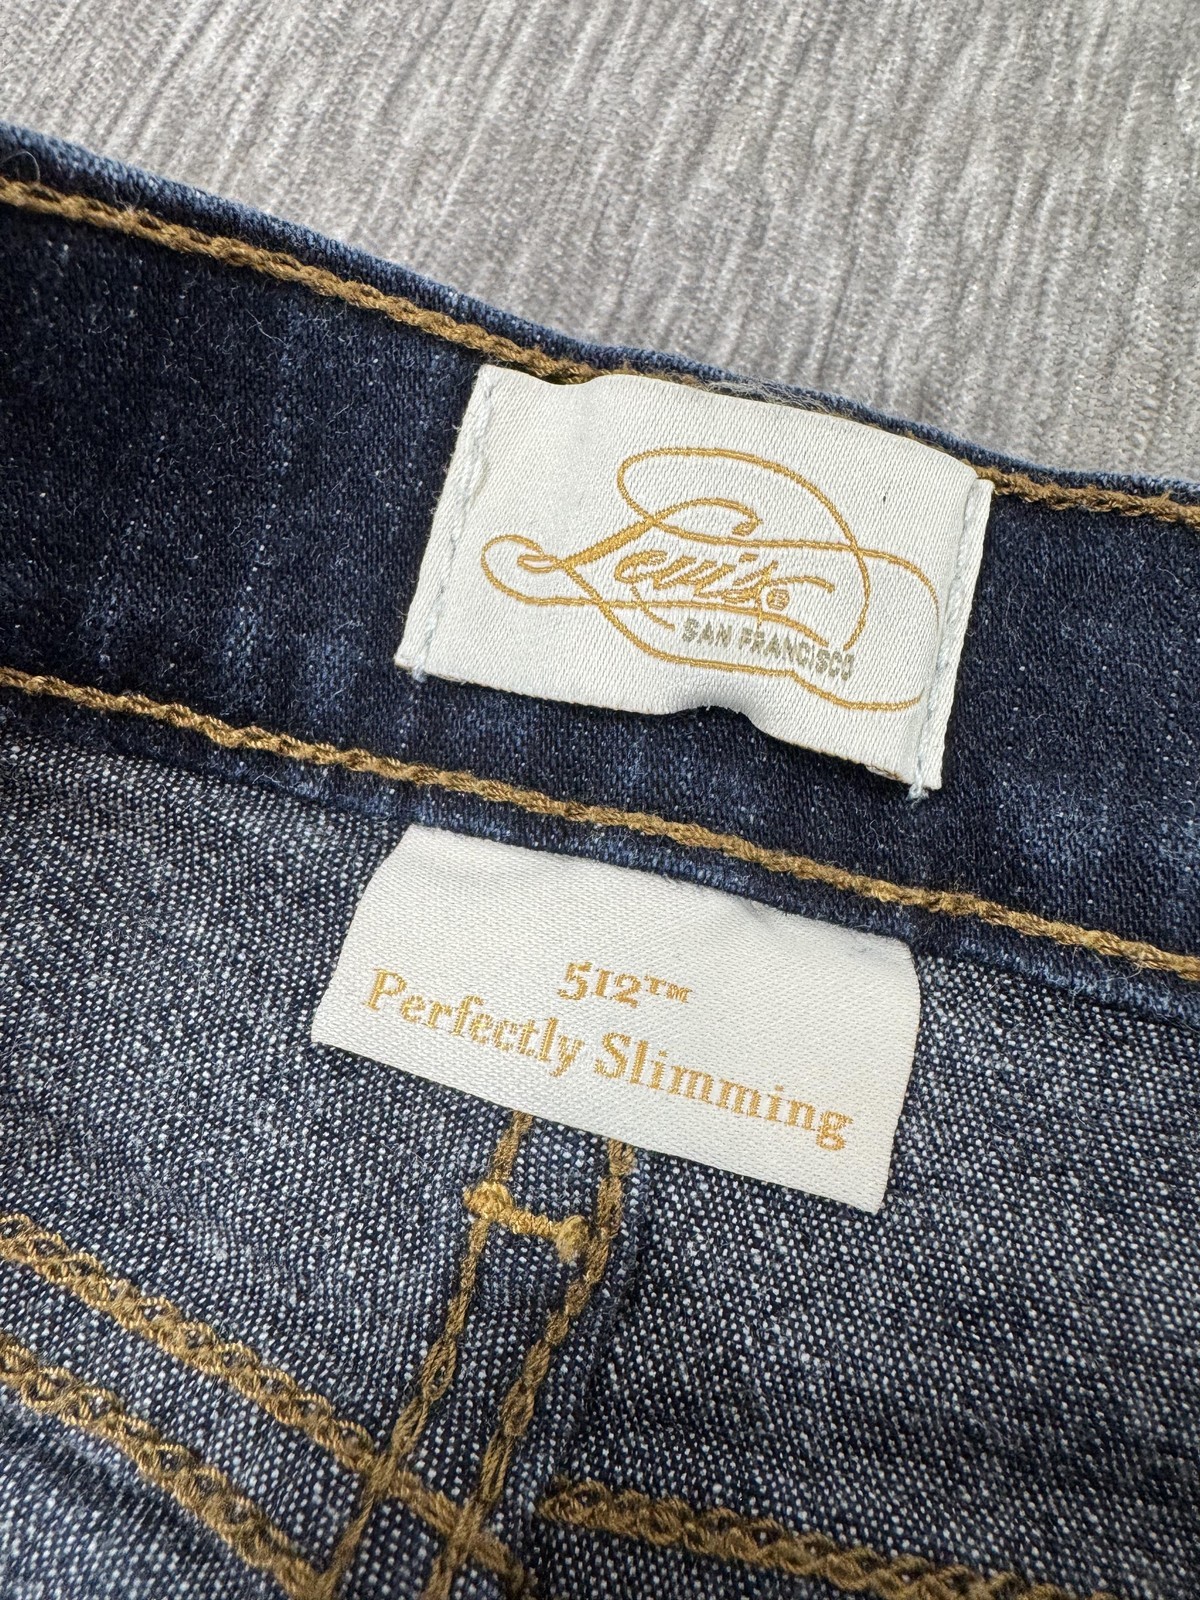 Levi's®
SAN FRANCISCO
512™
Perfectly Slimming